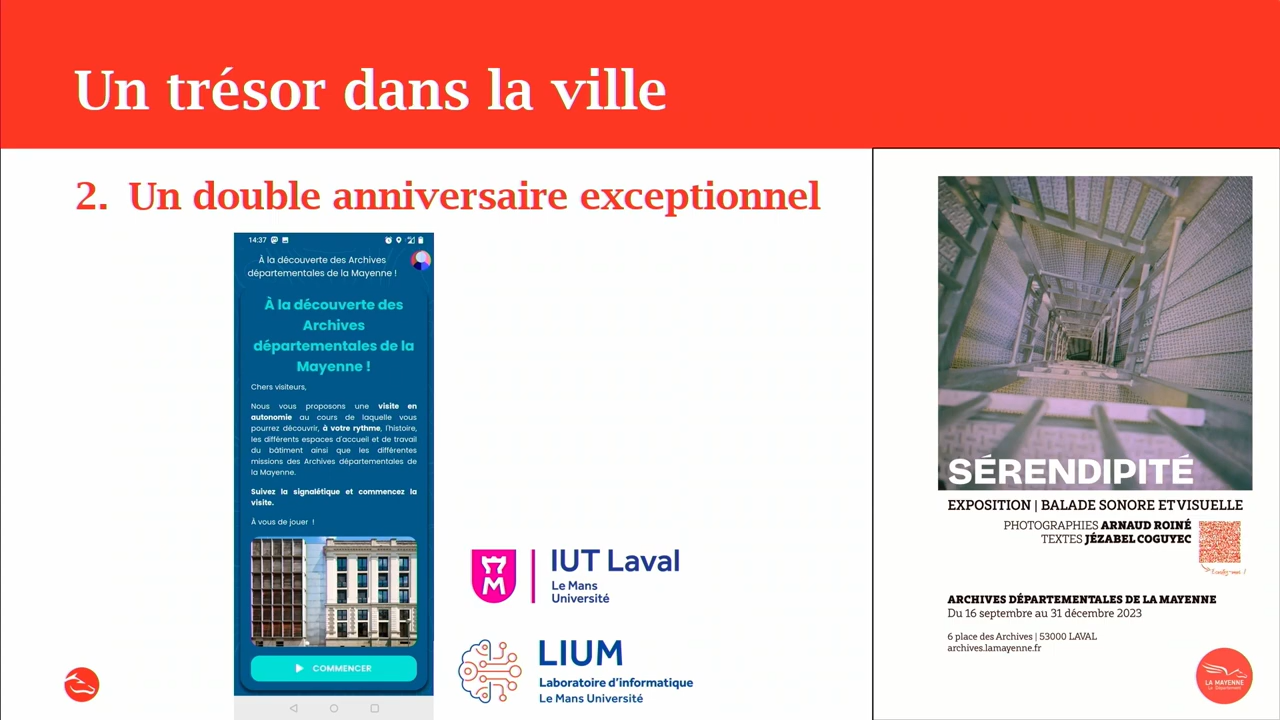 Un trésor dans la ville
2. Un double anniversaire exceptionnel
14:37
À la découverte des Archives
départementales de la Mayenne !
À la découverte des
Archives
départementales de la
Mayenne !
Chers visiteurs,
Nous vous proposons une visite en
autonomie au cours de laquelle vous
pourrez découvrir, à votre rythme, l'histoire,
les différents espaces d'accueil et de travail
du bâtiment ainsi que les différentes
missions des Archives départementales de
la Mayenne.
Suivez la signalétique et commencez la
visite.
À vous de jouer !
COMMENCER
IUT Laval
Le Mans
Université
LIUM
Laboratoire d'informatique
Le Mans Université
SÉRENDIPITÉ
EXPOSITION | BALADE SONORE ET VISUELLE
PHOTOGRAPHIES ARNAUD ROINÉ
TEXTES JÉZABEL COGUYEC
Écoutez-moi !
ARCHIVES DÉPARTEMENTALES DE LA MAYENNE
Du 16 septembre au 31 décembre 2023
6 place des Archives | 53000 LAVAL
archives.lamayenne.fr
LA MAYENNE
Le Département